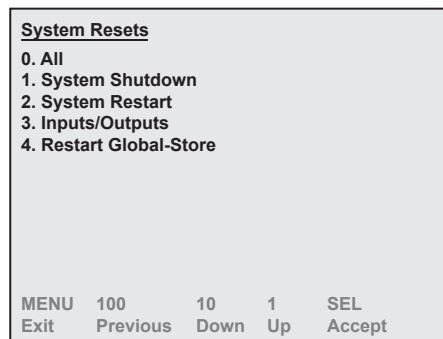 System Resets
0. All
1. System Shutdown
2. System Restart
3. Inputs/Outputs
4. Restart Global-Store
MENU 100 10 1 SEL
Exit Previous Down Up Accept